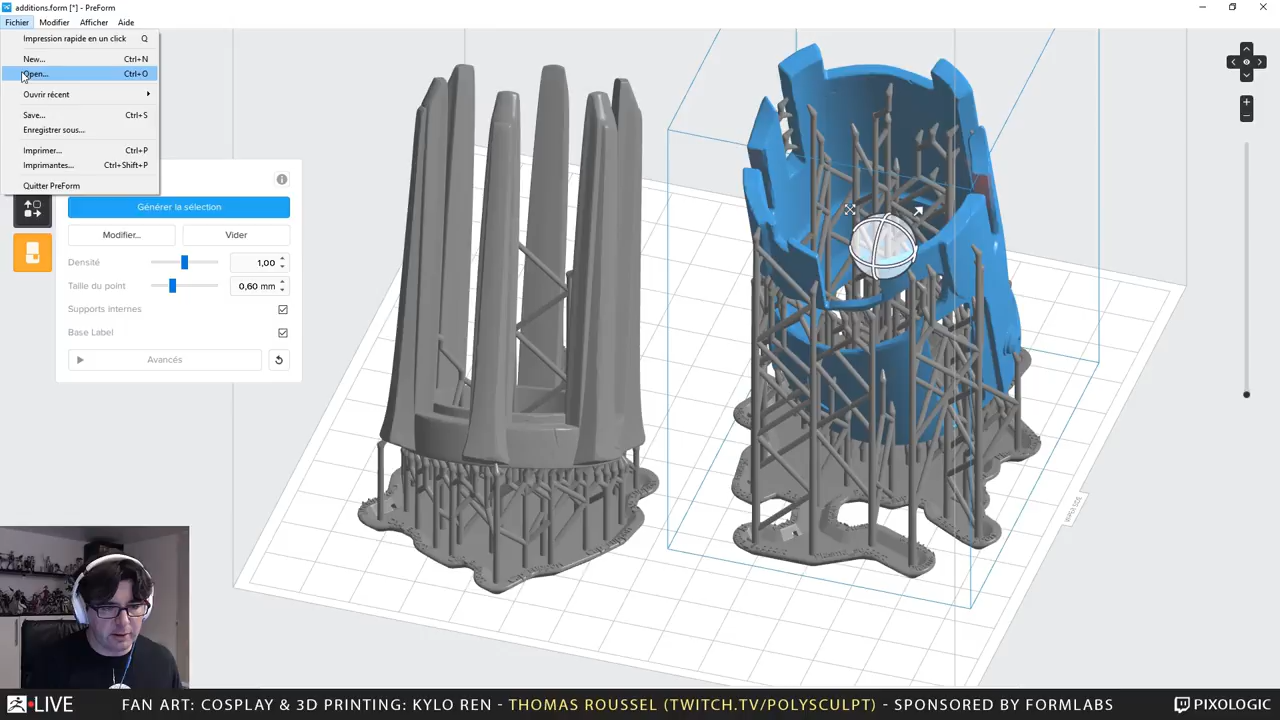 additions.form [*] - PreForm
Fichier Modifier Afficher Aide
Impression rapide en un click Q
New... Ctrl+N
Open... Ctrl+O
Ouvrir récent
Save... Ctrl+S
Enregistrer sous...
Imprimer... Ctrl+P
Imprimantes... Ctrl+Shift+P
Quitter PreForm
Générer la sélection
Modifier... Vider
Densité 1,00
Taille du point 0,60 mm
Supports internes
Base Label
Avancés
LIVE FAN ART: COSPLAY & 3D PRINTING: KYLO REN - THOMAS ROUSSEL (TWITCH.TV/POLYSCULPT) - SPONSORED BY FORMLABS PIXOLOGIC